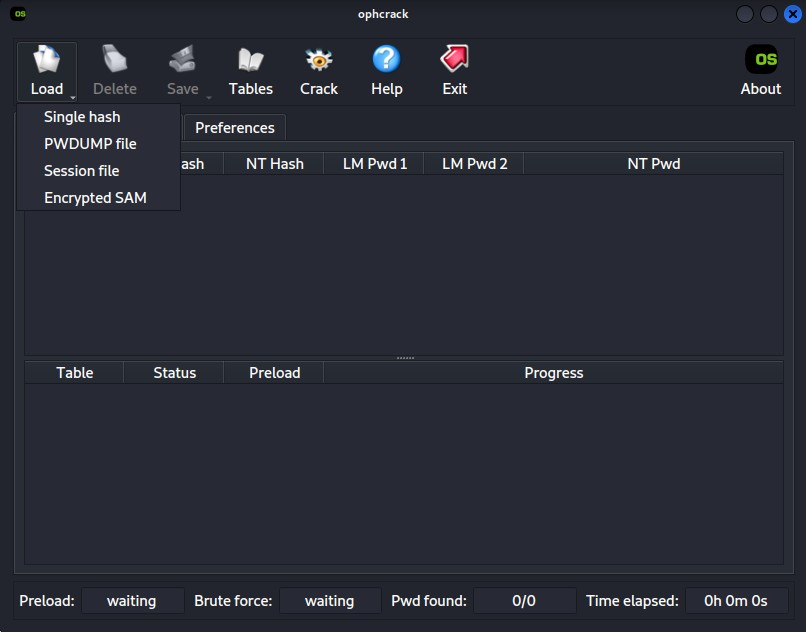 os
ophcrack
Load Delete Save Tables Crack Help Exit OS About
Single hash
PWDUMP file
Session file
Encrypted SAM
Preferences
ash NT Hash LM Pwd 1 LM Pwd 2 NT Pwd
Table Status Preload Progress
Preload: waiting Brute force: waiting Pwd found: 0/0 Time elapsed: 0h 0m 0s